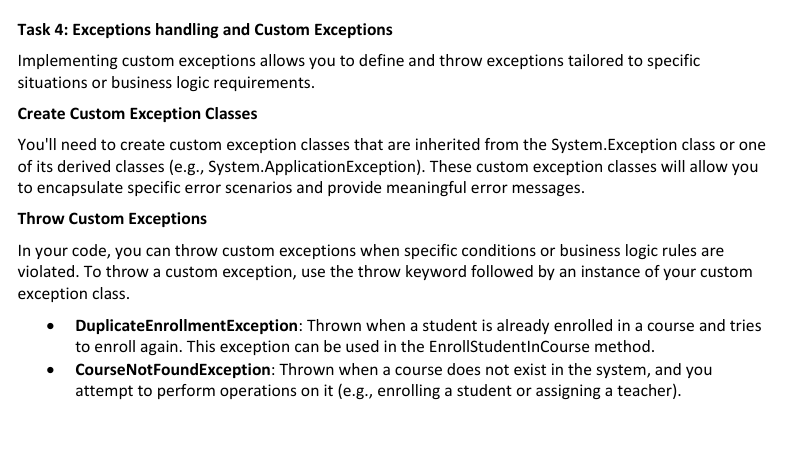 Task 4: Exceptions handling and Custom Exceptions
Implementing custom exceptions allows you to define and throw exceptions tailored to specific
situations or business logic requirements.
Create Custom Exception Classes
You'll need to create custom exception classes that are inherited from the System.Exception class or one
of its derived classes (e.g., System.ApplicationException). These custom exception classes will allow you
to encapsulate specific error scenarios and provide meaningful error messages.
Throw Custom Exceptions
In your code, you can throw custom exceptions when specific conditions or business logic rules are
violated. To throw a custom exception, use the throw keyword followed by an instance of your custom
exception class.
• DuplicateEnrollmentException: Thrown when a student is already enrolled in a course and tries
to enroll again. This exception can be used in the EnrollStudentInCourse method.
• CourseNotFoundException: Thrown when a course does not exist in the system, and you
attempt to perform operations on it (e.g., enrolling a student or assigning a teacher).